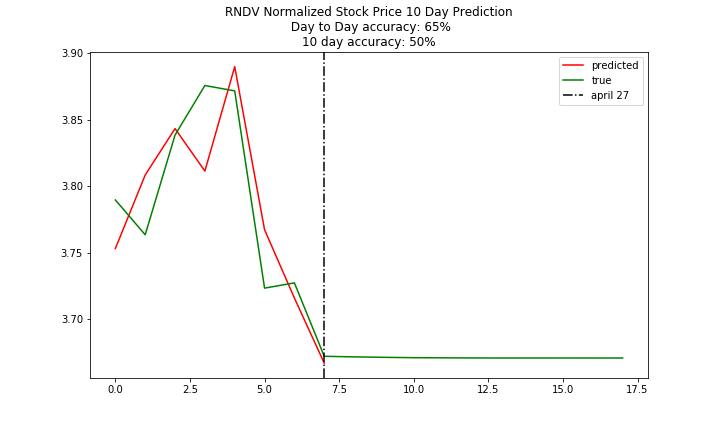 RNDV Normalized Stock Price 10 Day Prediction
Day to Day accuracy: 65%
10 day accuracy: 50%
3.90
3.85
3.80
3.75
3.70
predicted
true
april 27
0.0 2.5 5.0 7.5 10.0 12.5 15.0 17.5